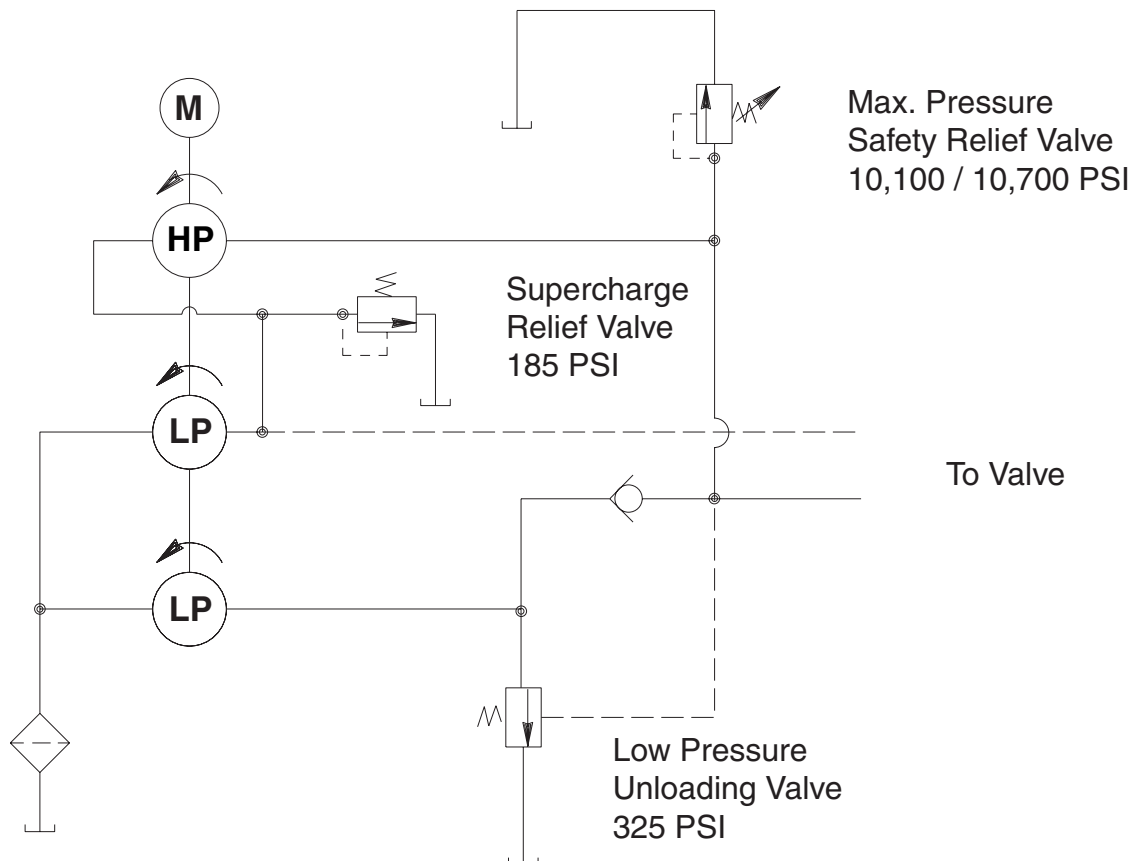 M
Max. Pressure
Safety Relief Valve
10,100 / 10,700 PSI
HP
Supercharge
Relief Valve
185 PSI
LP
To Valve
LP
Low Pressure
Unloading Valve
325 PSI